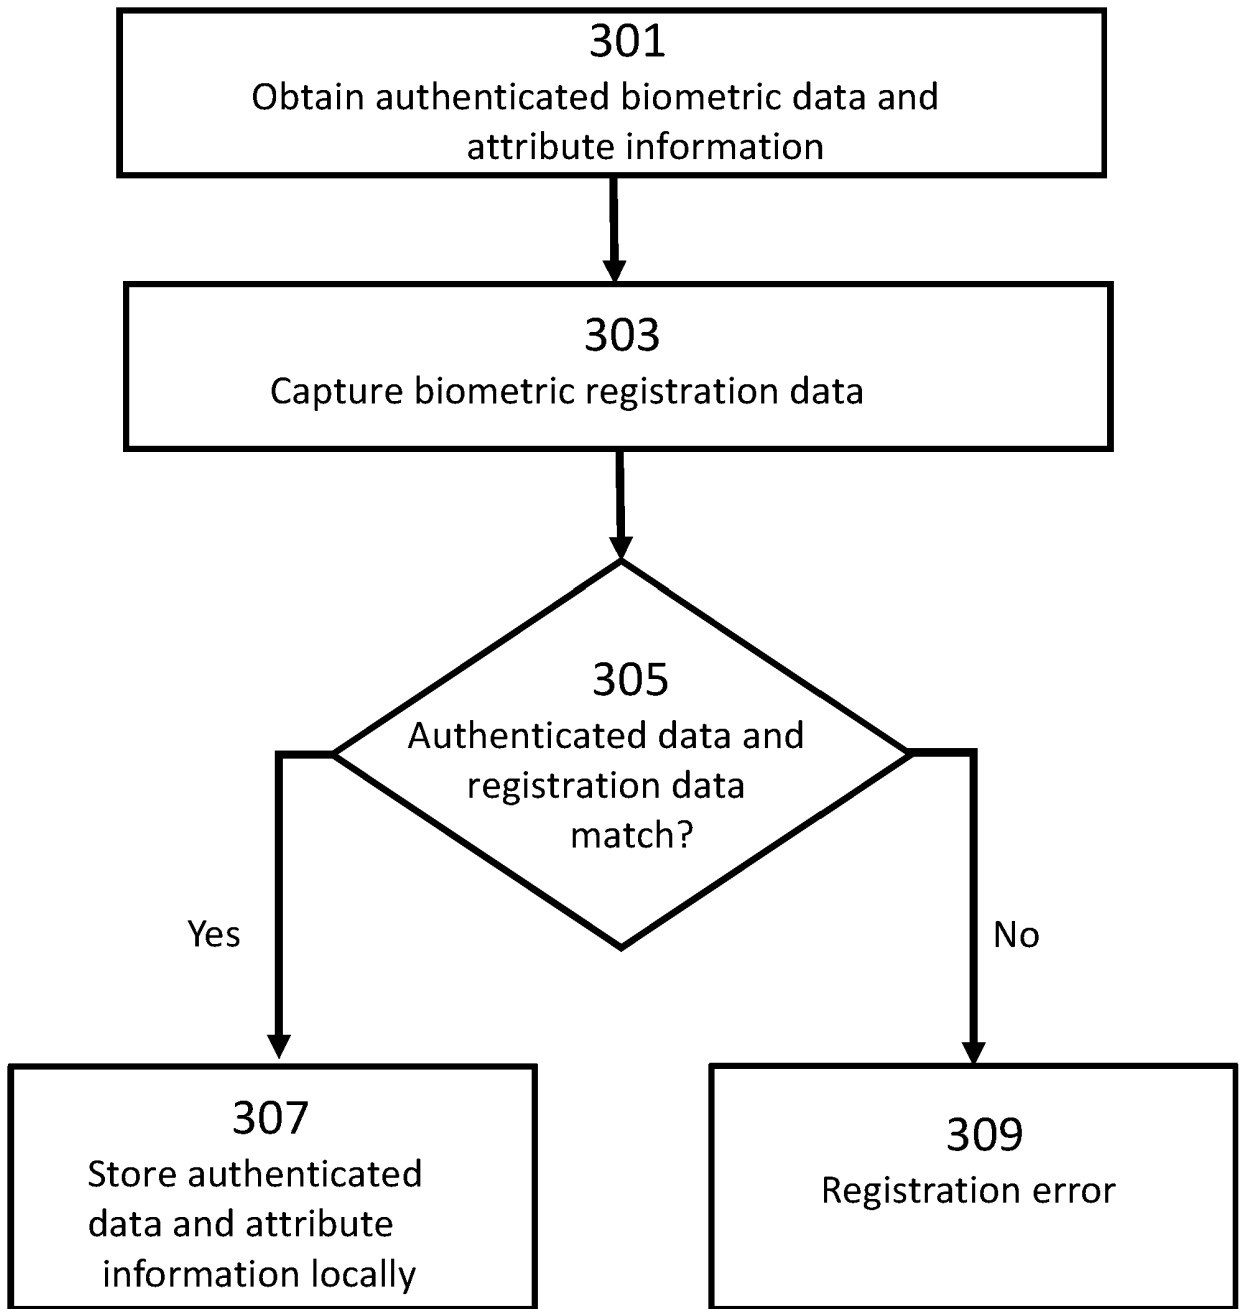 301
Obtain authenticated biometric data and
attribute information
303
Capture biometric registration data
305
Authenticated data and
registration data
match?
Yes
No
307
Store authenticated
data and attribute
information locally
309
Registration error